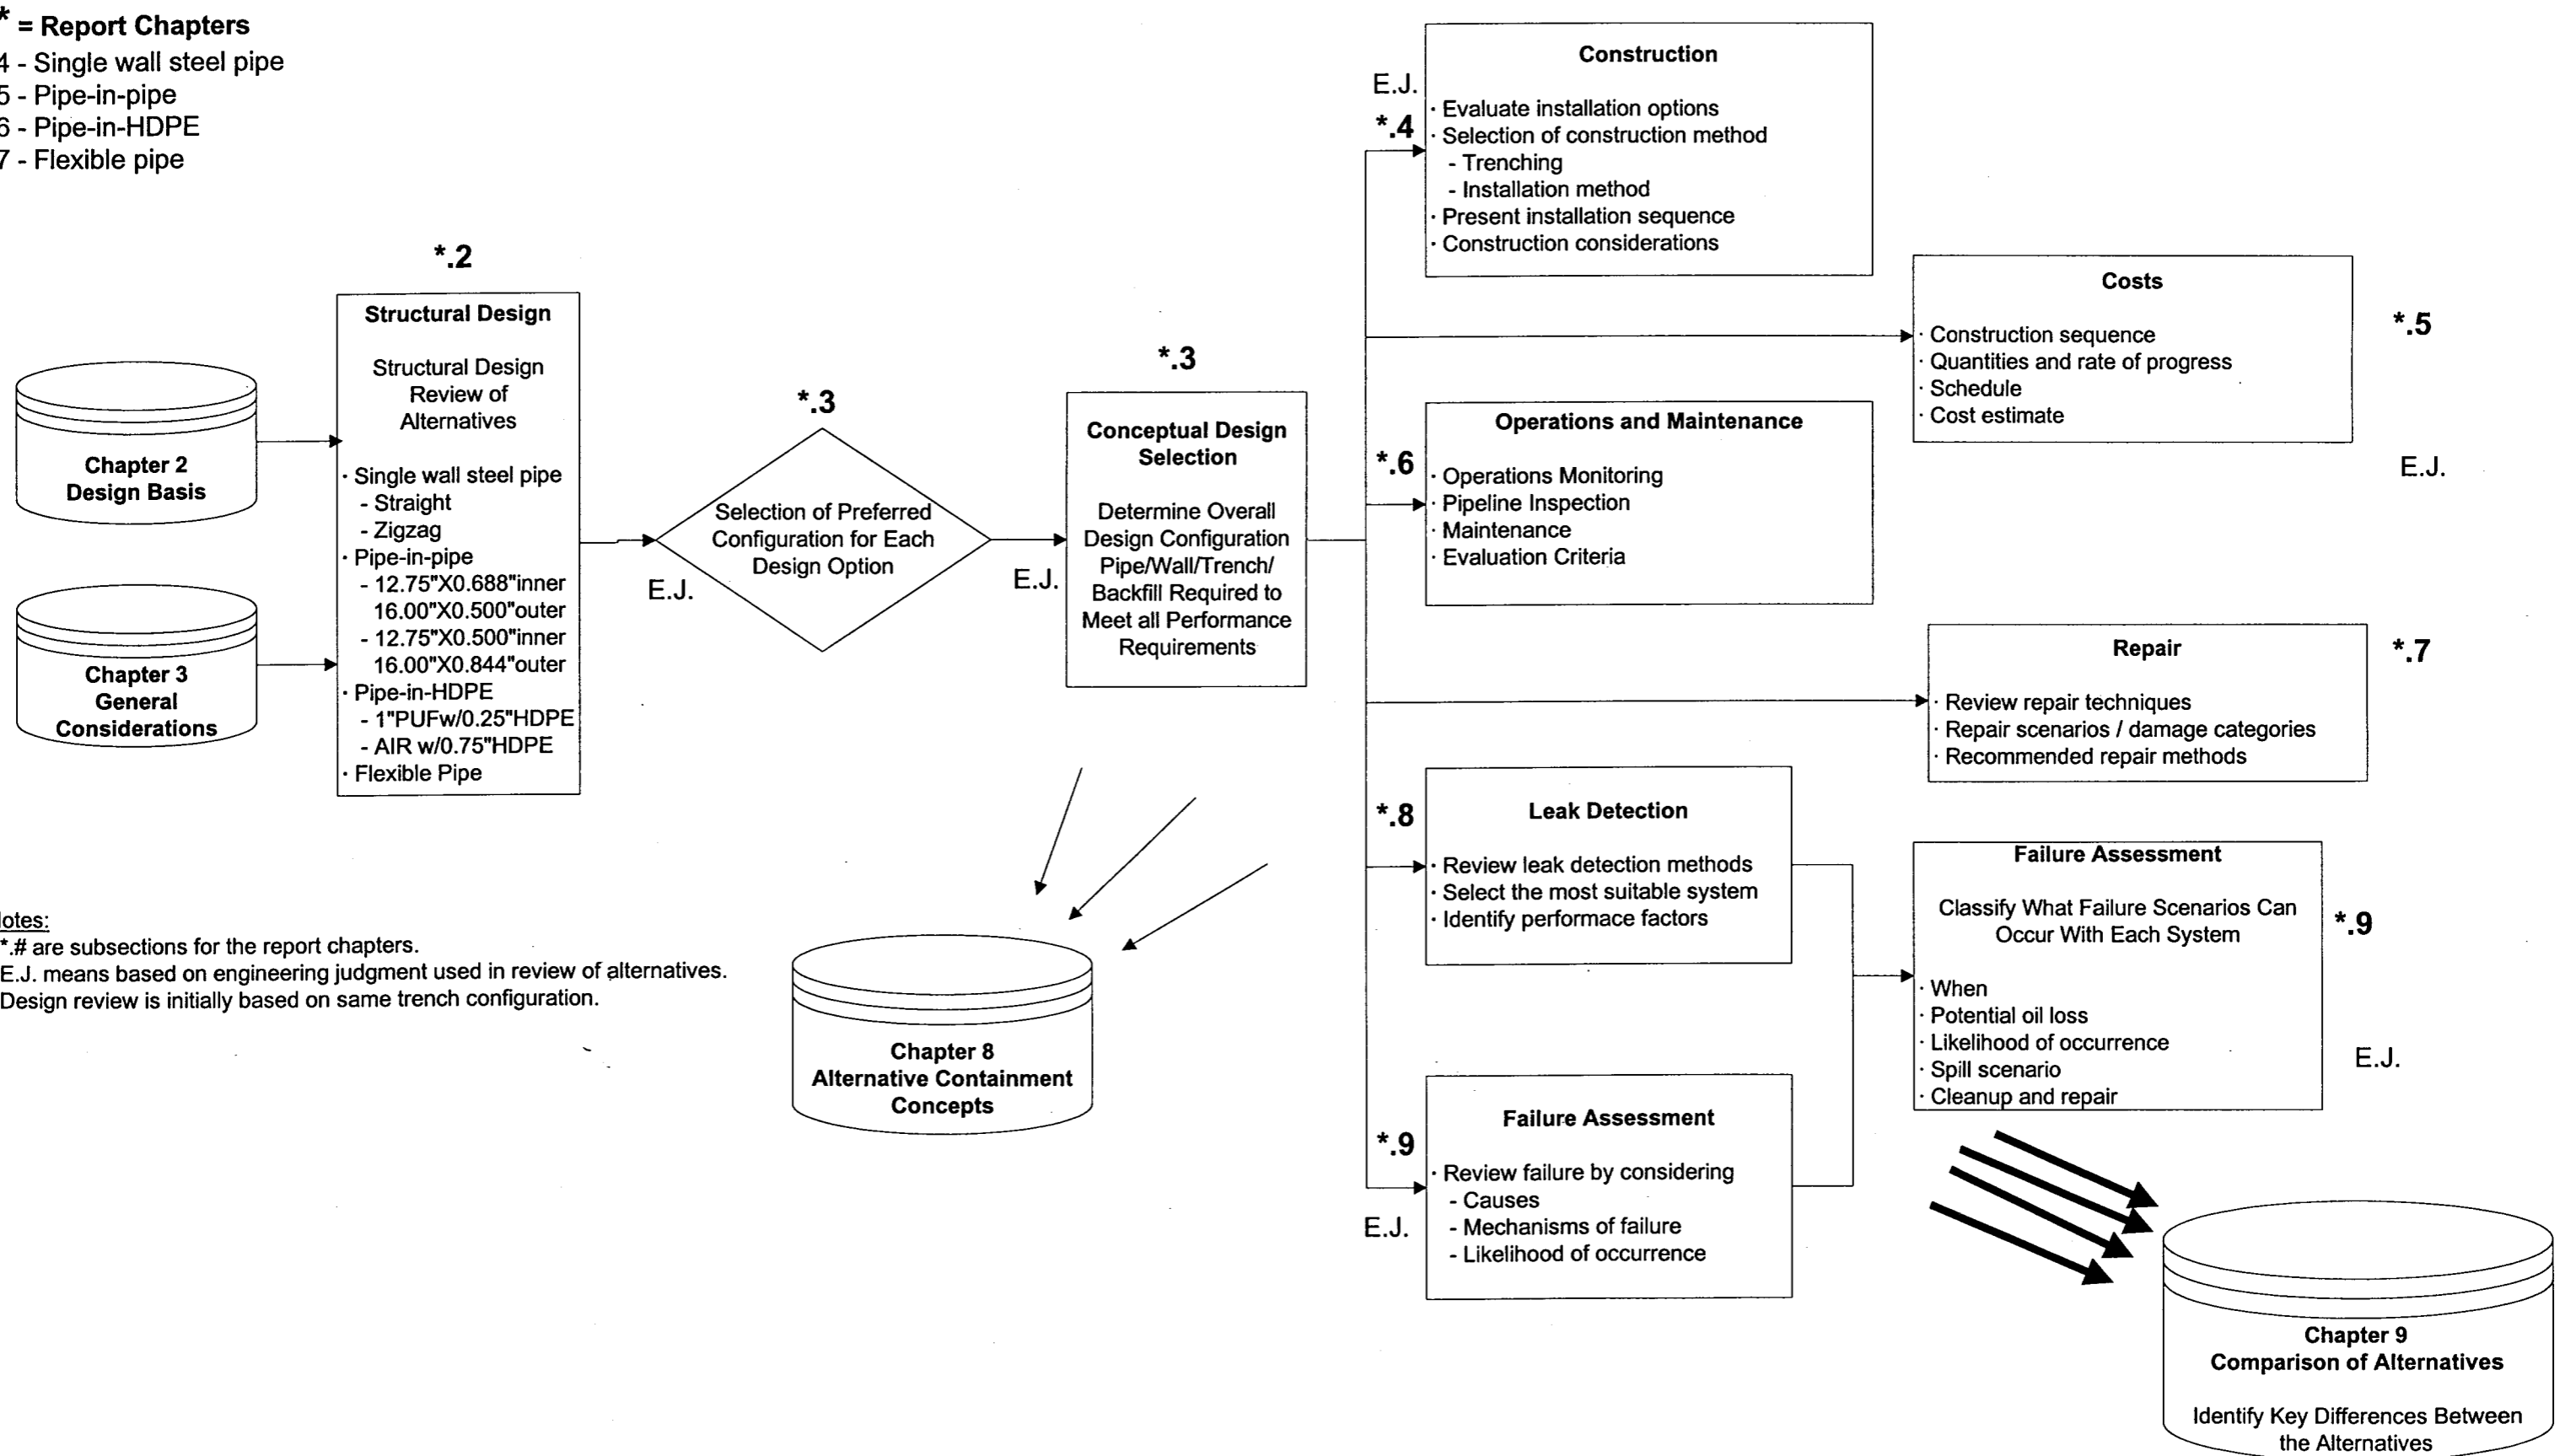 * = Report Chapters
4 - Single wall steel pipe
5 - Pipe-in-pipe
6 - Pipe-in-HDPE
7 - Flexible pipe
Chapter 2
Design Basis
Chapter 3
General
Considerations
*.2
Structural Design
Structural Design
Review of
Alternatives
· Single wall steel pipe
- Straight
- Zigzag
· Pipe-in-pipe
- 12.75"X0.688"inner
16.00"X0.500"outer
- 12.75"X0.500"inner
16.00"X0.844"outer
· Pipe-in-HDPE
- 1"PUFw/0.25"HDPE
- AIR w/0.75"HDPE
· Flexible Pipe
*.3
Selection of Preferred
Configuration for Each
Design Option
E.J.
*.3
Conceptual Design
Selection
Determine Overall
Design Configuration
Pipe/Wall/Trench/
Backfill Required to
Meet all Performance
Requirements
E.J.
E.J.
*.4
Construction
· Evaluate installation options
· Selection of construction method
- Trenching
- Installation method
· Present installation sequence
· Construction considerations
Costs
· Construction sequence
· Quantities and rate of progress
· Schedule
· Cost estimate
*.5
E.J.
*.6
Operations and Maintenance
· Operations Monitoring
· Pipeline Inspection
· Maintenance
· Evaluation Criteria
Repair
· Review repair techniques
· Repair scenarios / damage categories
· Recommended repair methods
*.7
*.8
Leak Detection
· Review leak detection methods
· Select the most suitable system
· Identify performace factors
*.9
Failure Assessment
· Review failure by considering
- Causes
- Mechanisms of failure
- Likelihood of occurrence
E.J.
Failure Assessment
Classify What Failure Scenarios Can
Occur With Each System
· When
· Potential oil loss
· Likelihood of occurrence
· Spill scenario
· Cleanup and repair
*.9
E.J.
otes:
*.# are subsections for the report chapters.
E.J. means based on engineering judgment used in review of alternatives.
Design review is initially based on same trench configuration.
Chapter 8
Alternative Containment
Concepts
Chapter 9
Comparison of Alternatives
Identify Key Differences Between
the Alternatives